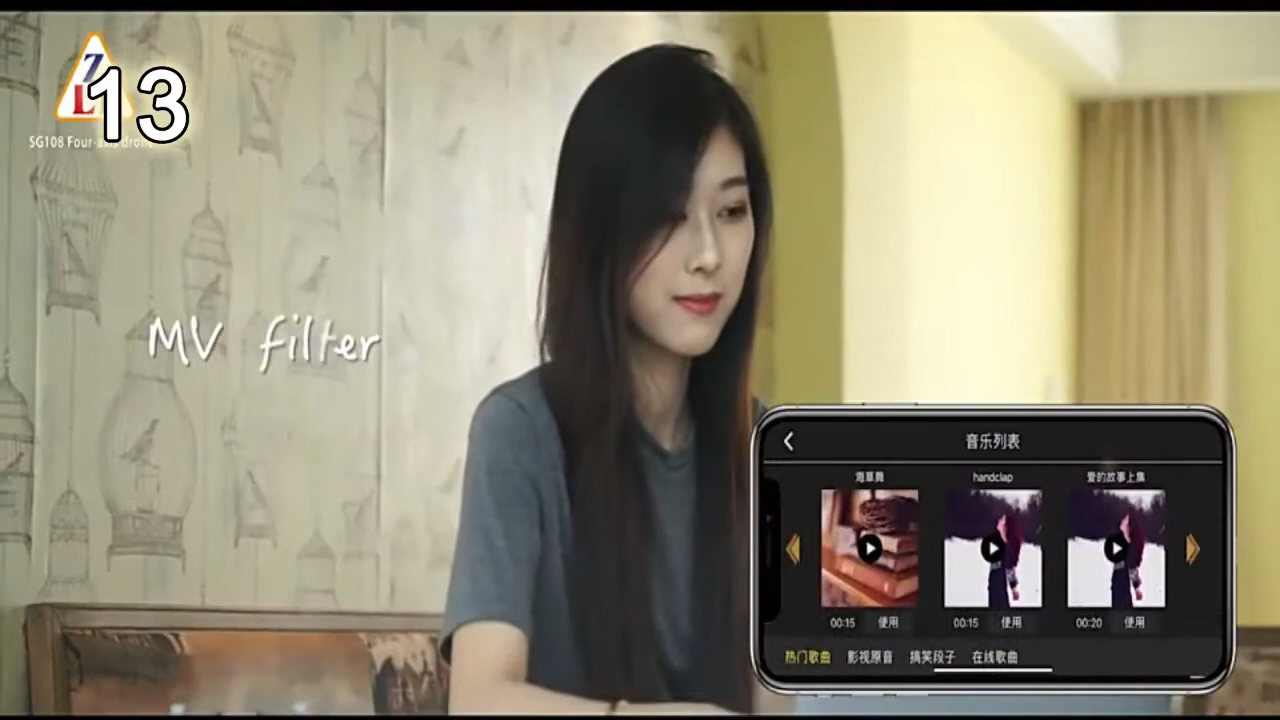 Z
L
13
SG108 Four-axis drone
MV filter
音乐列表
海草舞
handclap
爱的故事上集
00:15 使用
00:15 使用
00:20 使用
热门歌曲 影视原音 搞笑段子 在线歌曲